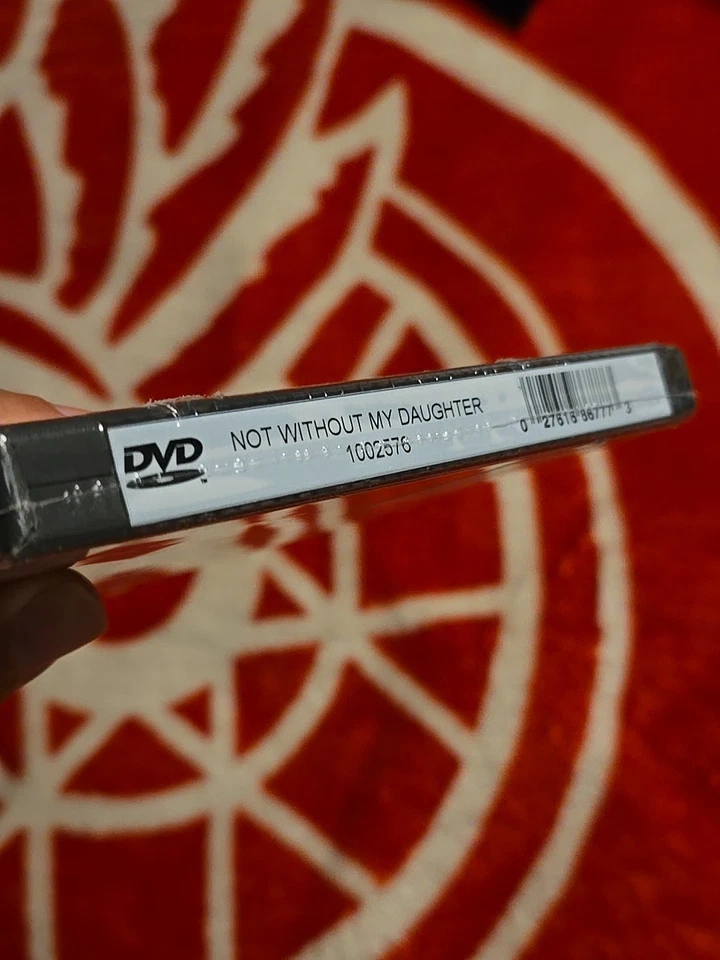 DVD
NOT WITHOUT MY DAUGHTER
1002576
0 27616 86777 3